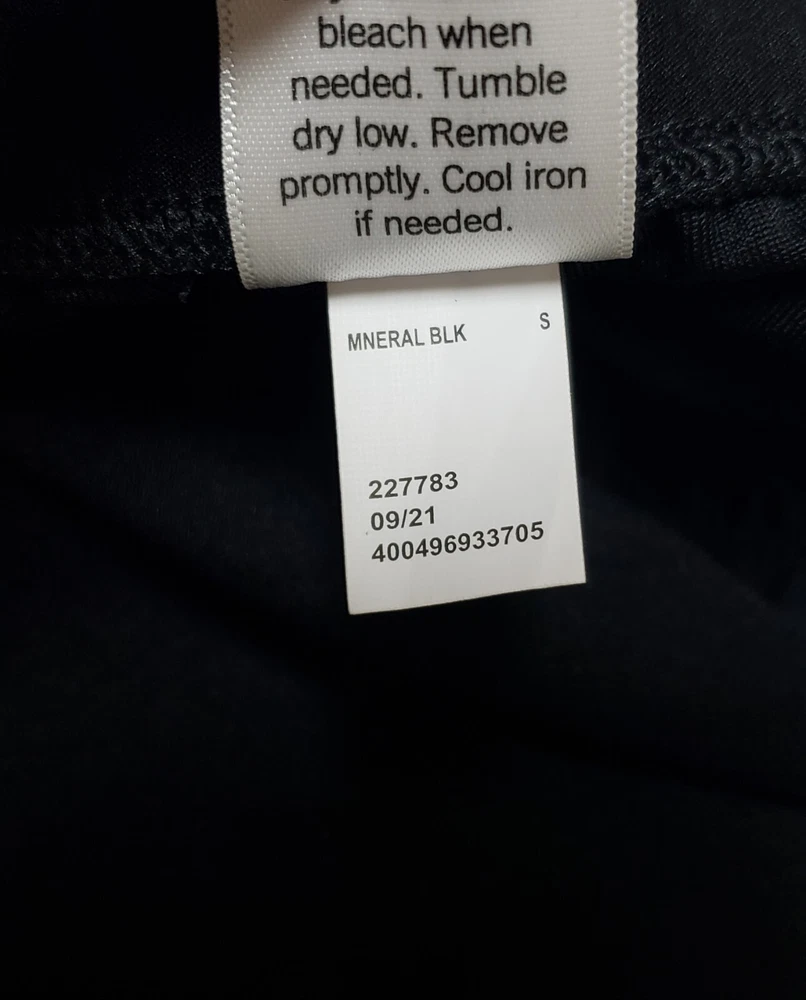 bleach when
needed. Tumble
dry low. Remove
promptly. Cool iron
if needed.
MNERAL BLK S
227783
09/21
400496933705